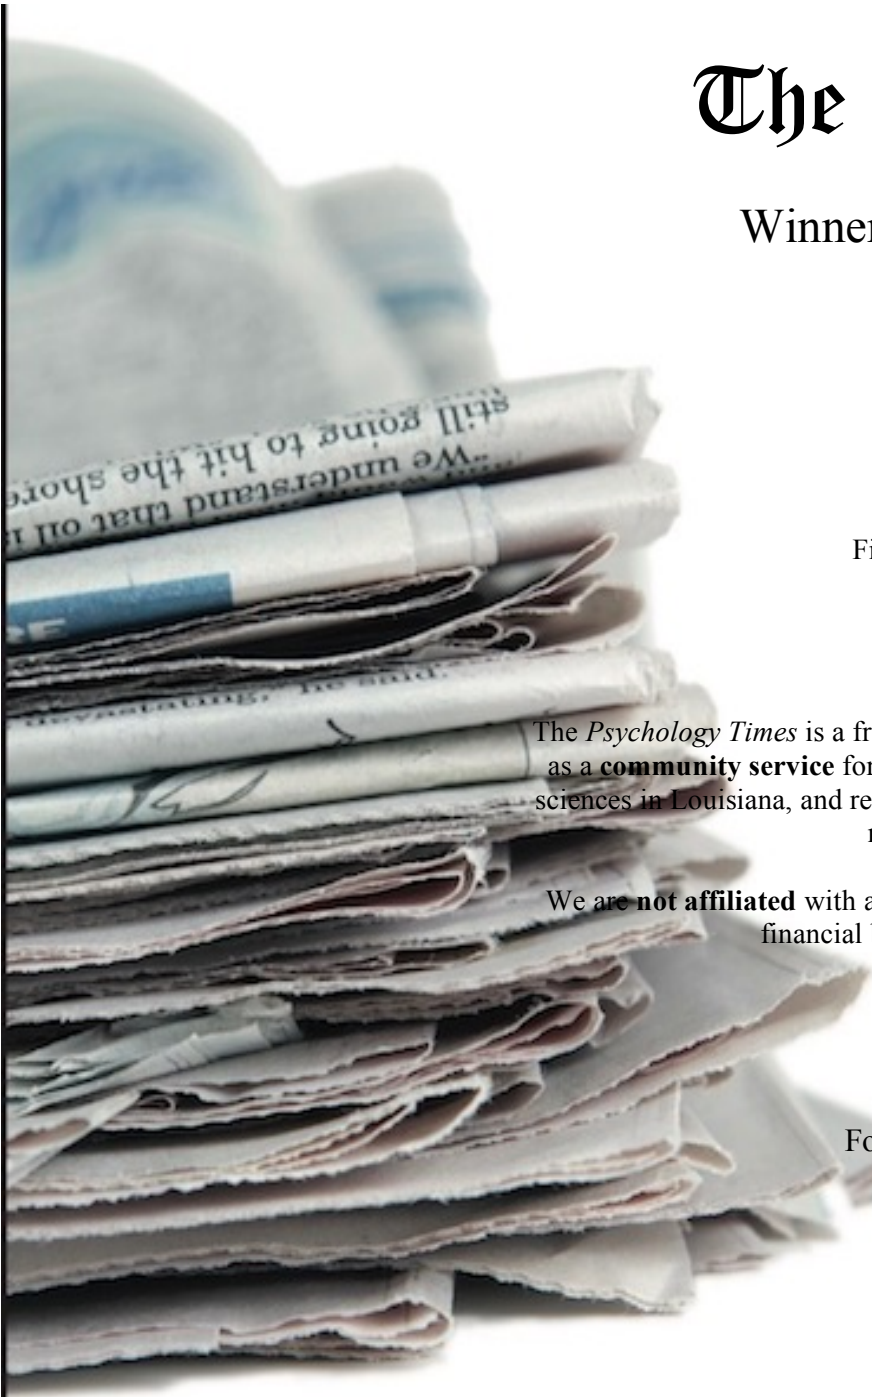 The
Winner
Fi
The Psychology Times is a fr
as a community service for
sciences in Louisiana, and re
We are not affiliated with a
financial
Fo
still going to hit the shore
"We understand that oil i